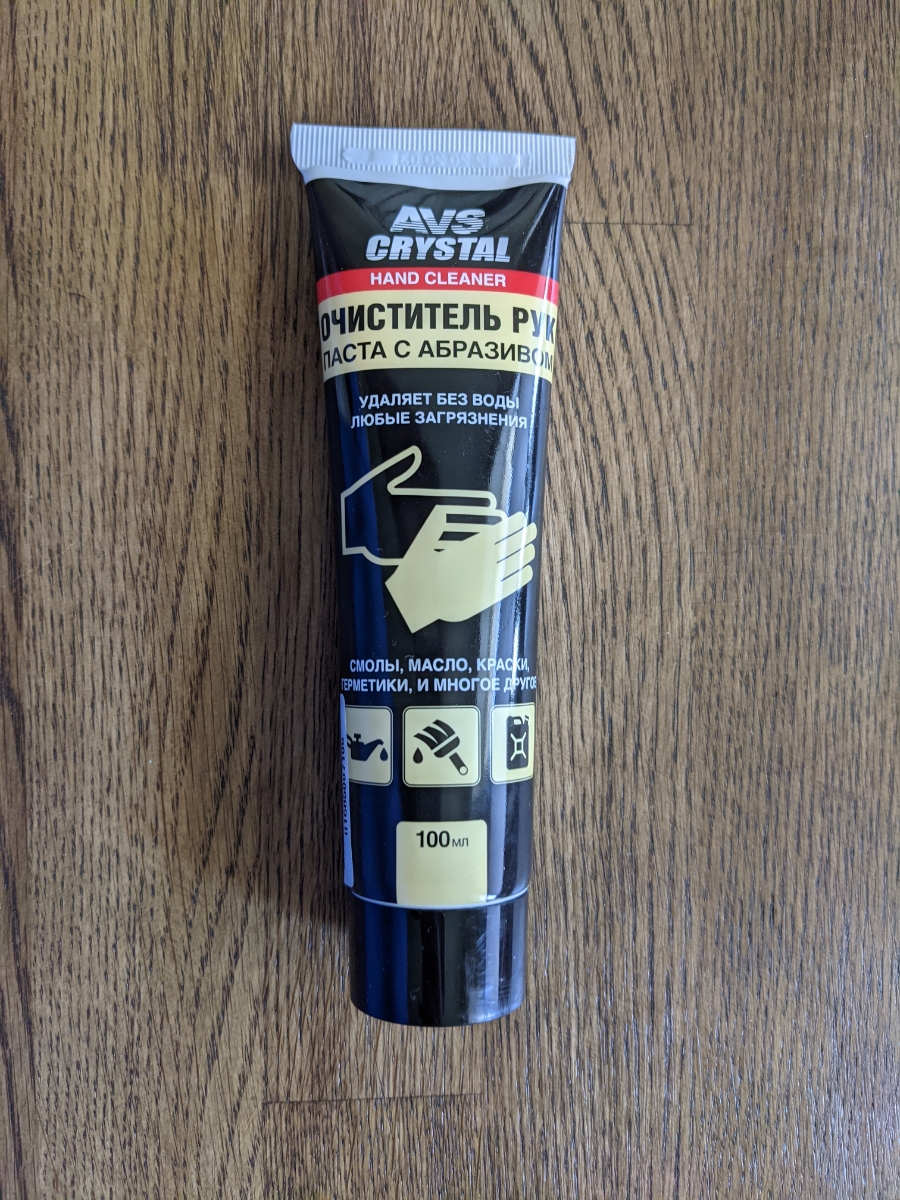 AVS
CRYSTAL
HAND CLEANER
ОЧИСТИТЕЛЬ РУК
ПАСТА С АБРАЗИВОМ
УДАЛЯЕТ БЕЗ ВОДЫ
ЛЮБЫЕ ЗАГРЯЗНЕНИЯ
СМОЛЫ, МАСЛО, КРАСКИ,
ГЕРМЕТИКИ, И МНОГОЕ ДРУГОЕ
100мл